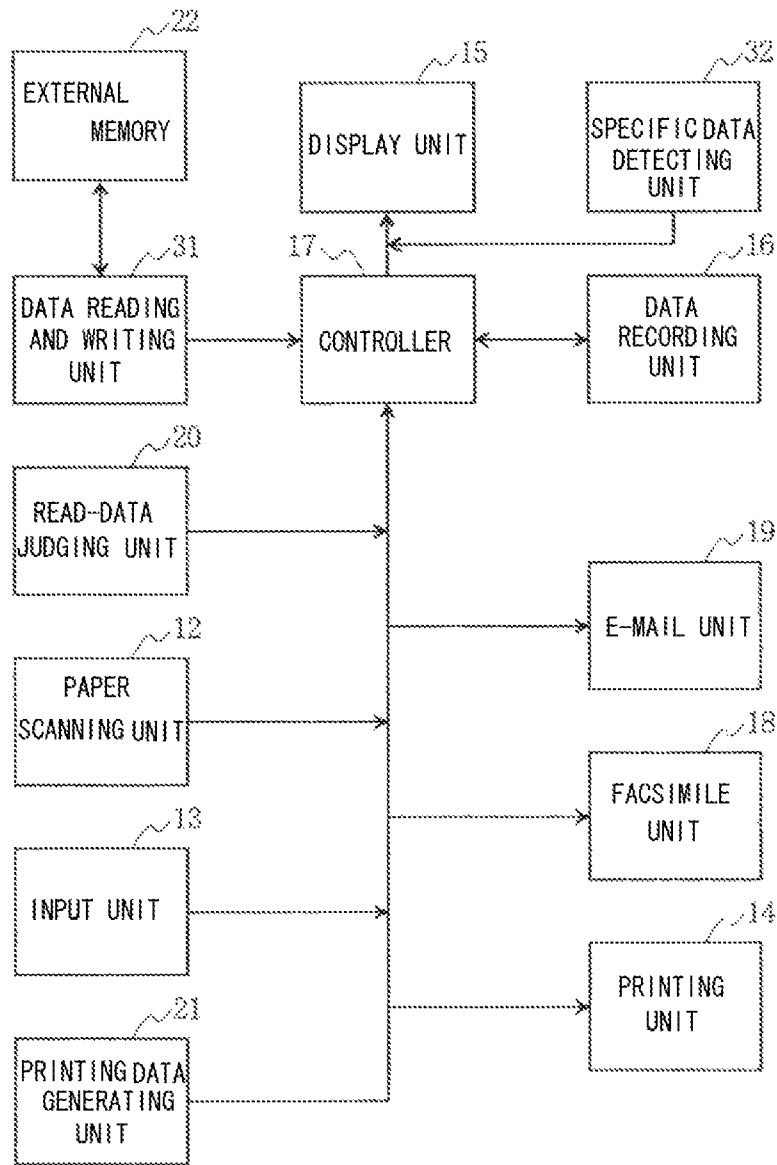 22
EXTERNAL
MEMORY
15
DISPLAY UNIT
32
SPECIFIC DATA
DETECTING
UNIT
31
DATA READING
AND WRITING
UNIT
17
CONTROLLER
16
DATA
RECORDING
UNIT
20
READ-DATA
JUDGING UNIT
19
E-MAIL UNIT
12
PAPER
SCANNING UNIT
18
FACSIMILE
UNIT
13
INPUT UNIT
14
PRINTING
UNIT
21
PRINTING DATA
GENERATING
UNIT